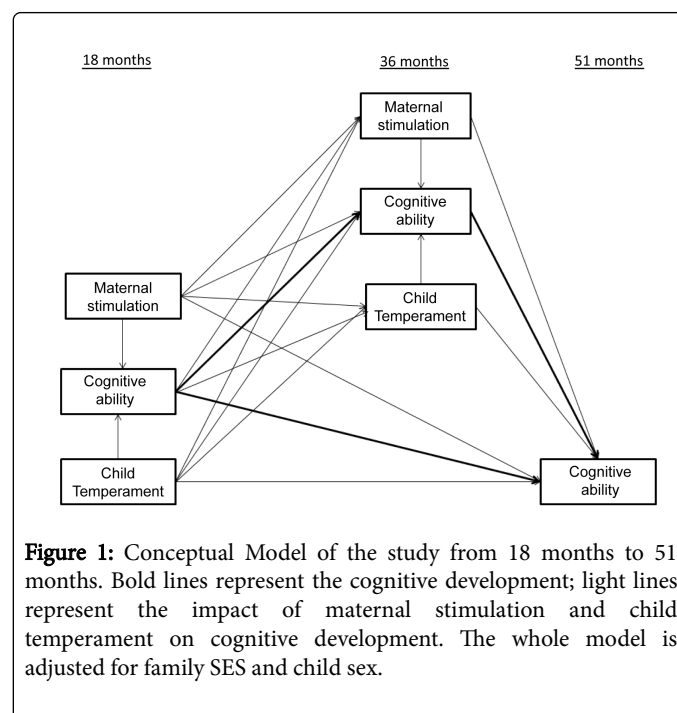 18 months
36 months
51 months
Maternal
stimulation
Cognitive
ability
Maternal
stimulation
Child
Temperament
Cognitive
ability
Child
Temperament
Cognitive
ability
Figure 1: Conceptual Model of the study from 18 months to 51
months. Bold lines represent the cognitive development; light lines
represent the impact of maternal stimulation and child
temperament on cognitive development. The whole model is
adjusted for family SES and child sex.